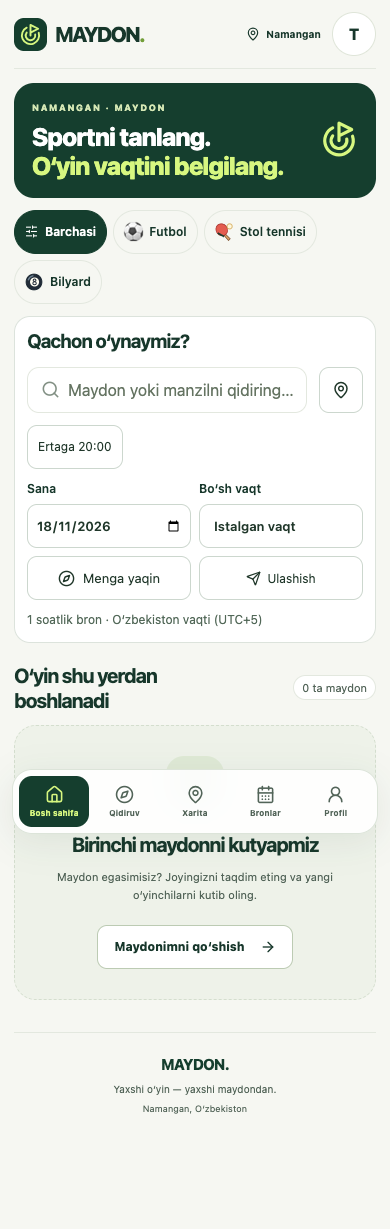 MAYDON.
Namangan
T
NAMANGAN · MAYDON
Sportni tanlang.
O‘yin vaqtini belgilang.
Barchasi
Futbol
Stol tennisi
8
Bilyard
Qachon o‘ynaymiz?
Maydon yoki manzilni qidiring...
Ertaga 20:00
Sana
Bo‘sh vaqt
18/11/2026
Istalgan vaqt
Menga yaqin
Ulashish
1 soatlik bron · O‘zbekiston vaqti (UTC+5)
O‘yin shu yerdan
boshlanadi
0 ta maydon
Bosh sahifa
Qidiruv
Xarita
Bronlar
Profil
Birinchi maydonni kutyapmiz
Maydon egasimisiz? Joyingizni taqdim eting va yangi
o‘yinchilarni kutib oling.
Maydonimni qo‘shish
MAYDON.
Yaxshi o‘yin — yaxshi maydondan.
Namangan, O‘zbekiston